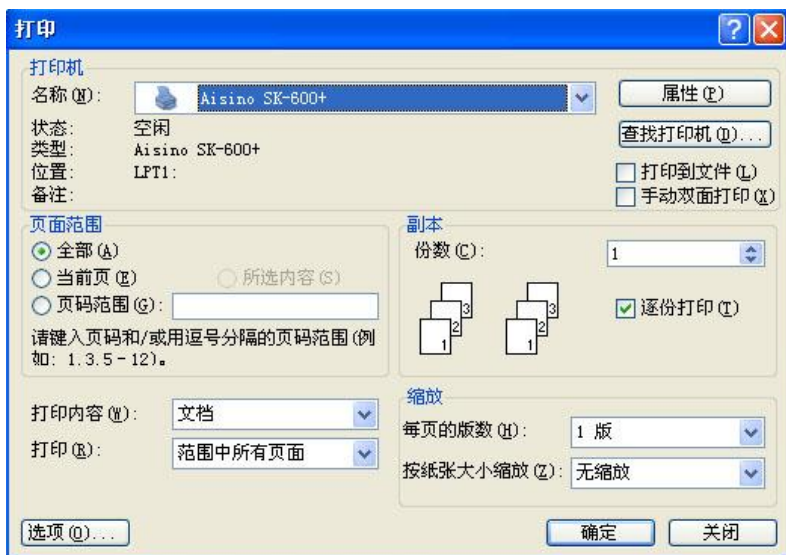 打印
打印机
名称(N): Aisino SK-600+ 属性(P)
状态: 空闲 查找打印机(D)...
类型: Aisino SK-600+
位置: LPT1: 打印到文件(L)
备注: 手动双面打印(X)
页面范围
全部(A)
当前页(E) 所选内容(S)
页码范围(G):
请键入页码和/或用逗号分隔的页码范围(例
如: 1.3.5-12)。
副本
份数(C): 1
1 2 3 1 2 3
逐份打印(T)
打印内容(W): 文档
打印(R): 范围中所有页面
缩放
每页的版数(H): 1 版
按纸张大小缩放(Z): 无缩放
选项(O)... 确定 关闭